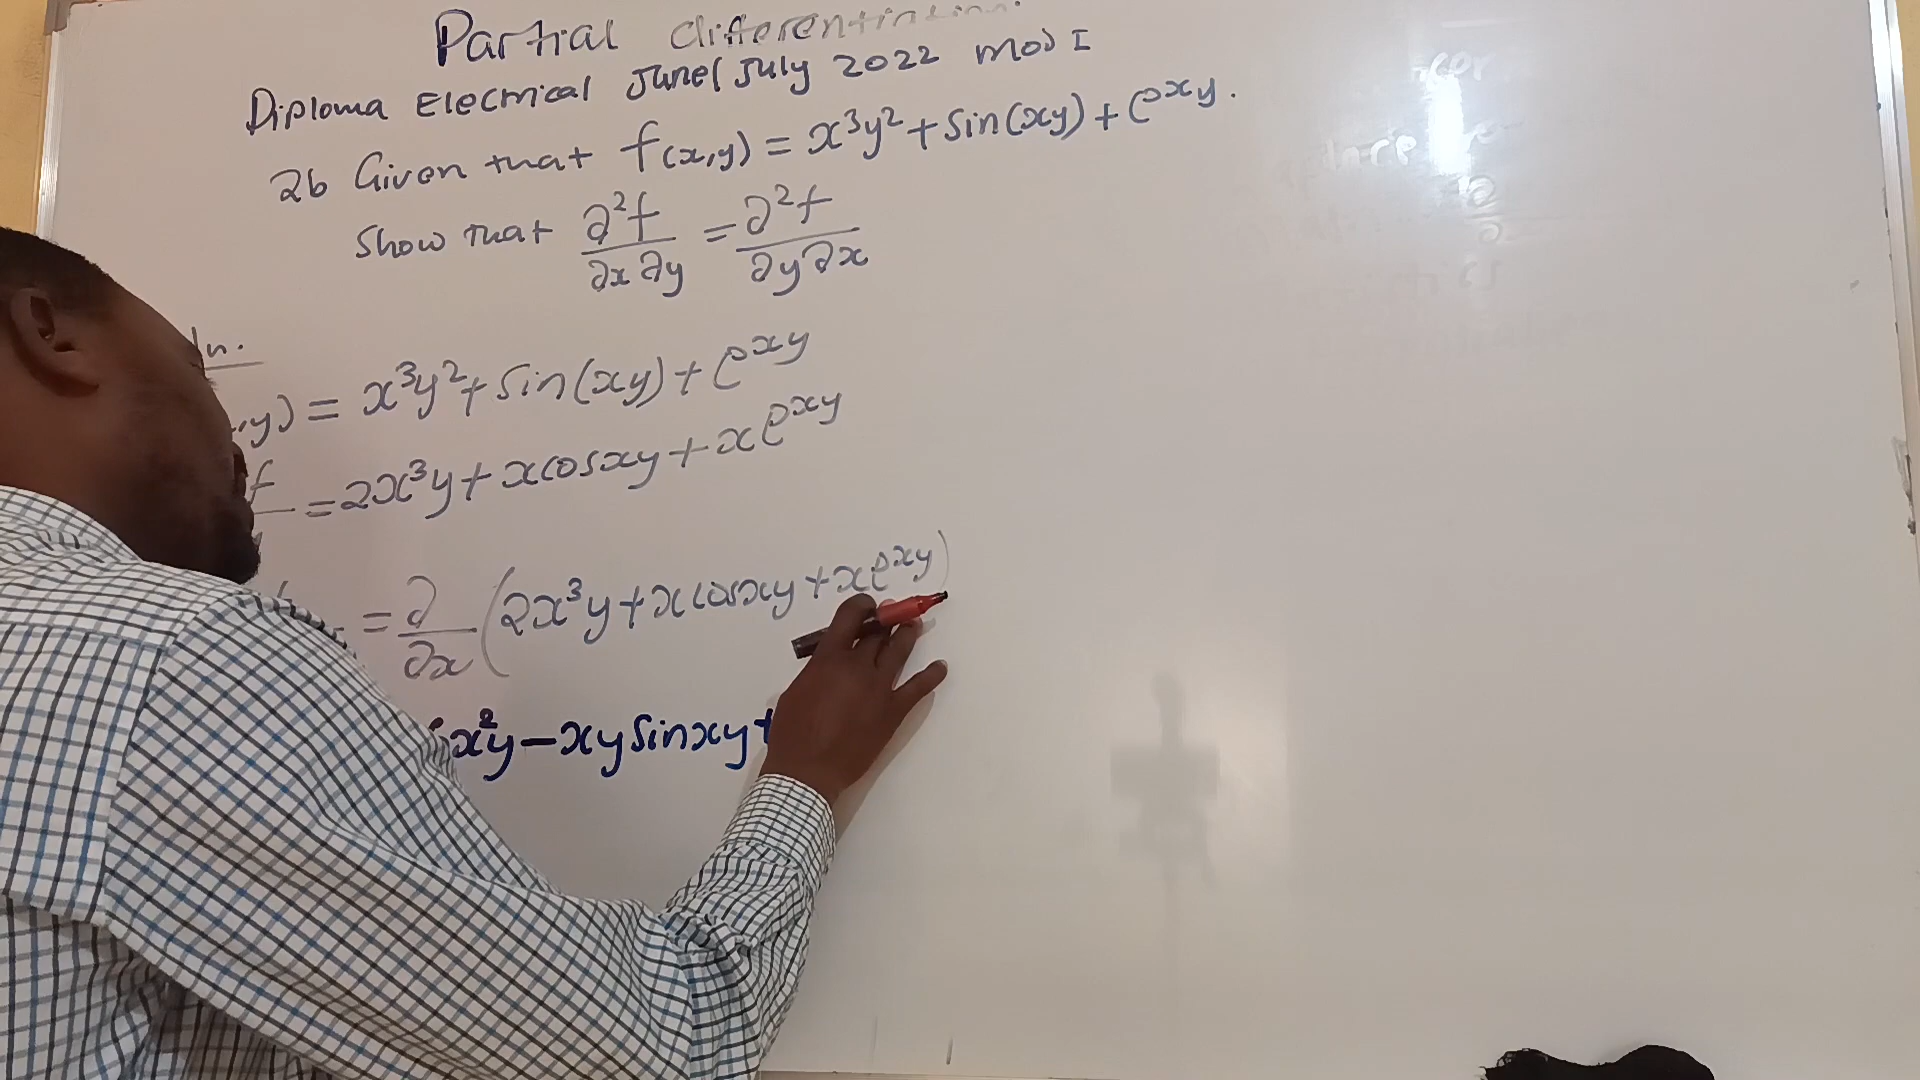 Partial differentiation.
Diploma Electrical June/July 2022 mod I
2b Given that f(x,y) = x³y² + sin(xy) + e^xy.
Show that ∂²f/∂x∂y = ∂²f/∂y∂x
ln.
,y) = x³y² + sin(xy) + e^xy
f = 2x³y + xcosxy + xe^xy
= ∂/∂x (2x³y + xcosxy + xe^xy)
x²y - xysinxy +